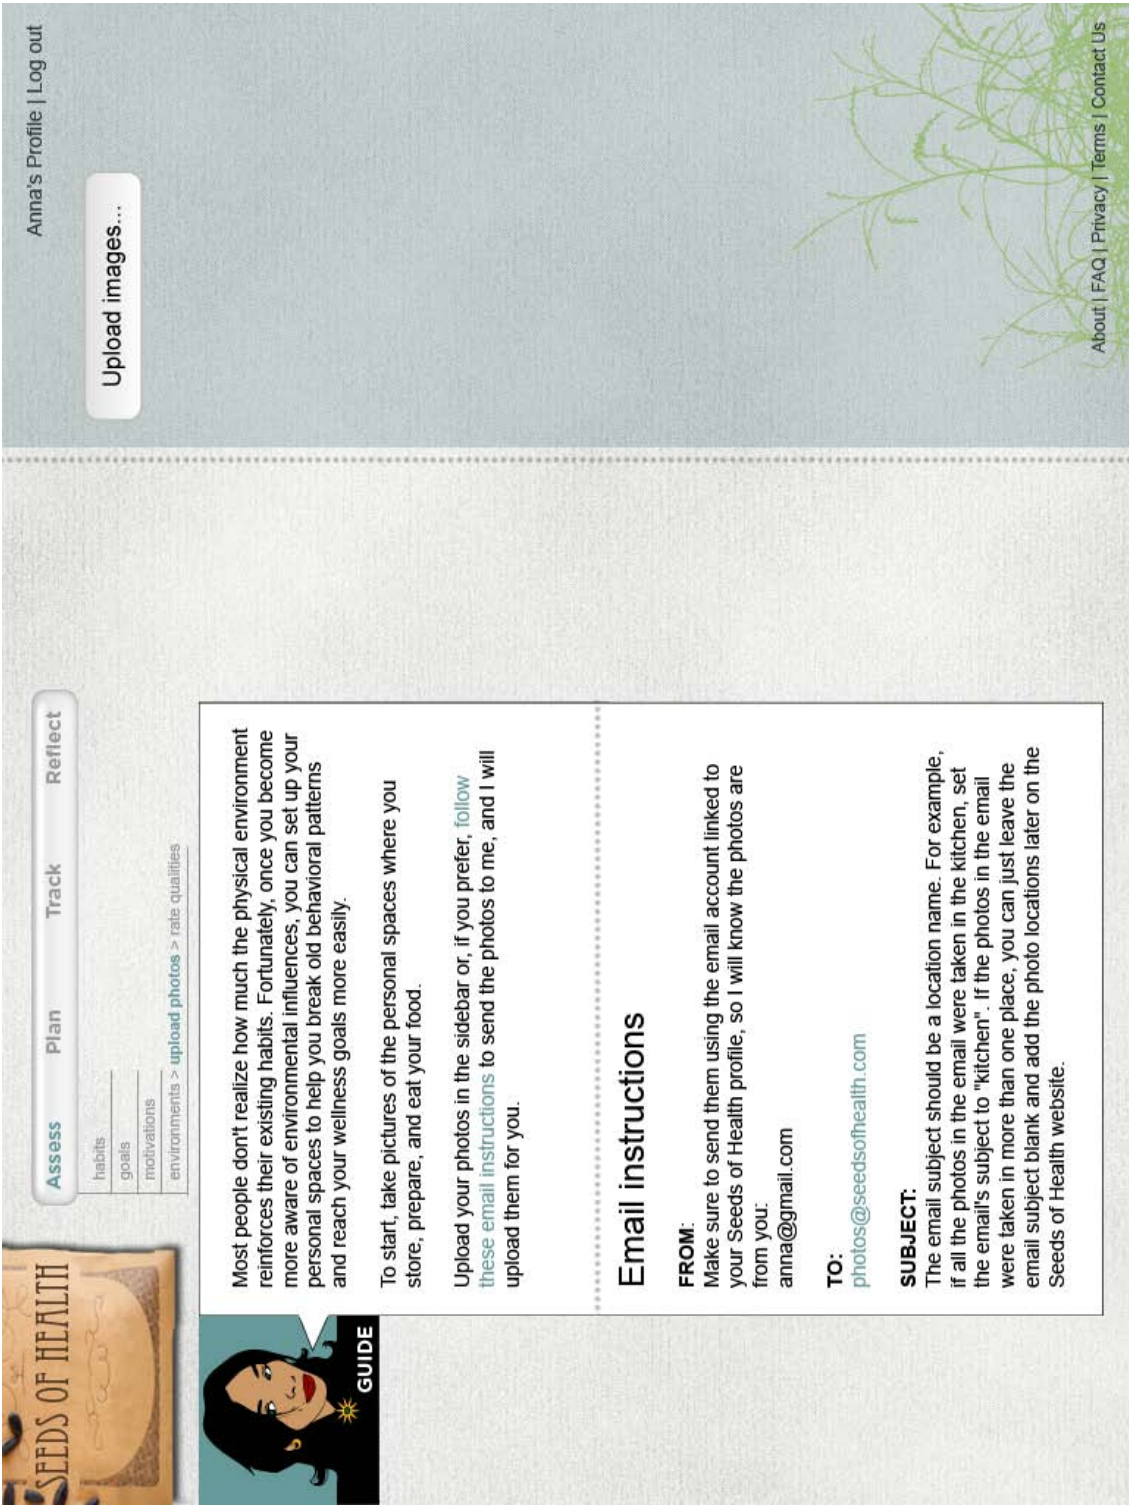 SEEDS OF HEALTH
Assess
Plan
Track
Reflect
Anna's Profile | Log out
habits
goals
motivations
environments > upload photos > rate qualities
Upload images...
GUIDE
Most people don't realize how much the physical environment
reinforces their existing habits. Fortunately, once you become
more aware of environmental influences, you can set up your
personal spaces to help you break old behavioral patterns
and reach your wellness goals more easily.
To start, take pictures of the personal spaces where you
store, prepare, and eat your food.
Upload your photos in the sidebar or, if you prefer, follow
these email instructions to send the photos to me, and I will
upload them for you.
Email instructions
FROM:
Make sure to send them using the email account linked to
your Seeds of Health profile, so I will know the photos are
from you:
anna@gmail.com
TO:
photos@seedsofhealth.com
SUBJECT:
The email subject should be a location name. For example,
if all the photos in the email were taken in the kitchen, set
the email's subject to "kitchen". If the photos in the email
were taken in more than one place, you can just leave the
email subject blank and add the photo locations later on the
Seeds of Health website.
About | FAQ | Privacy | Terms | Contact Us